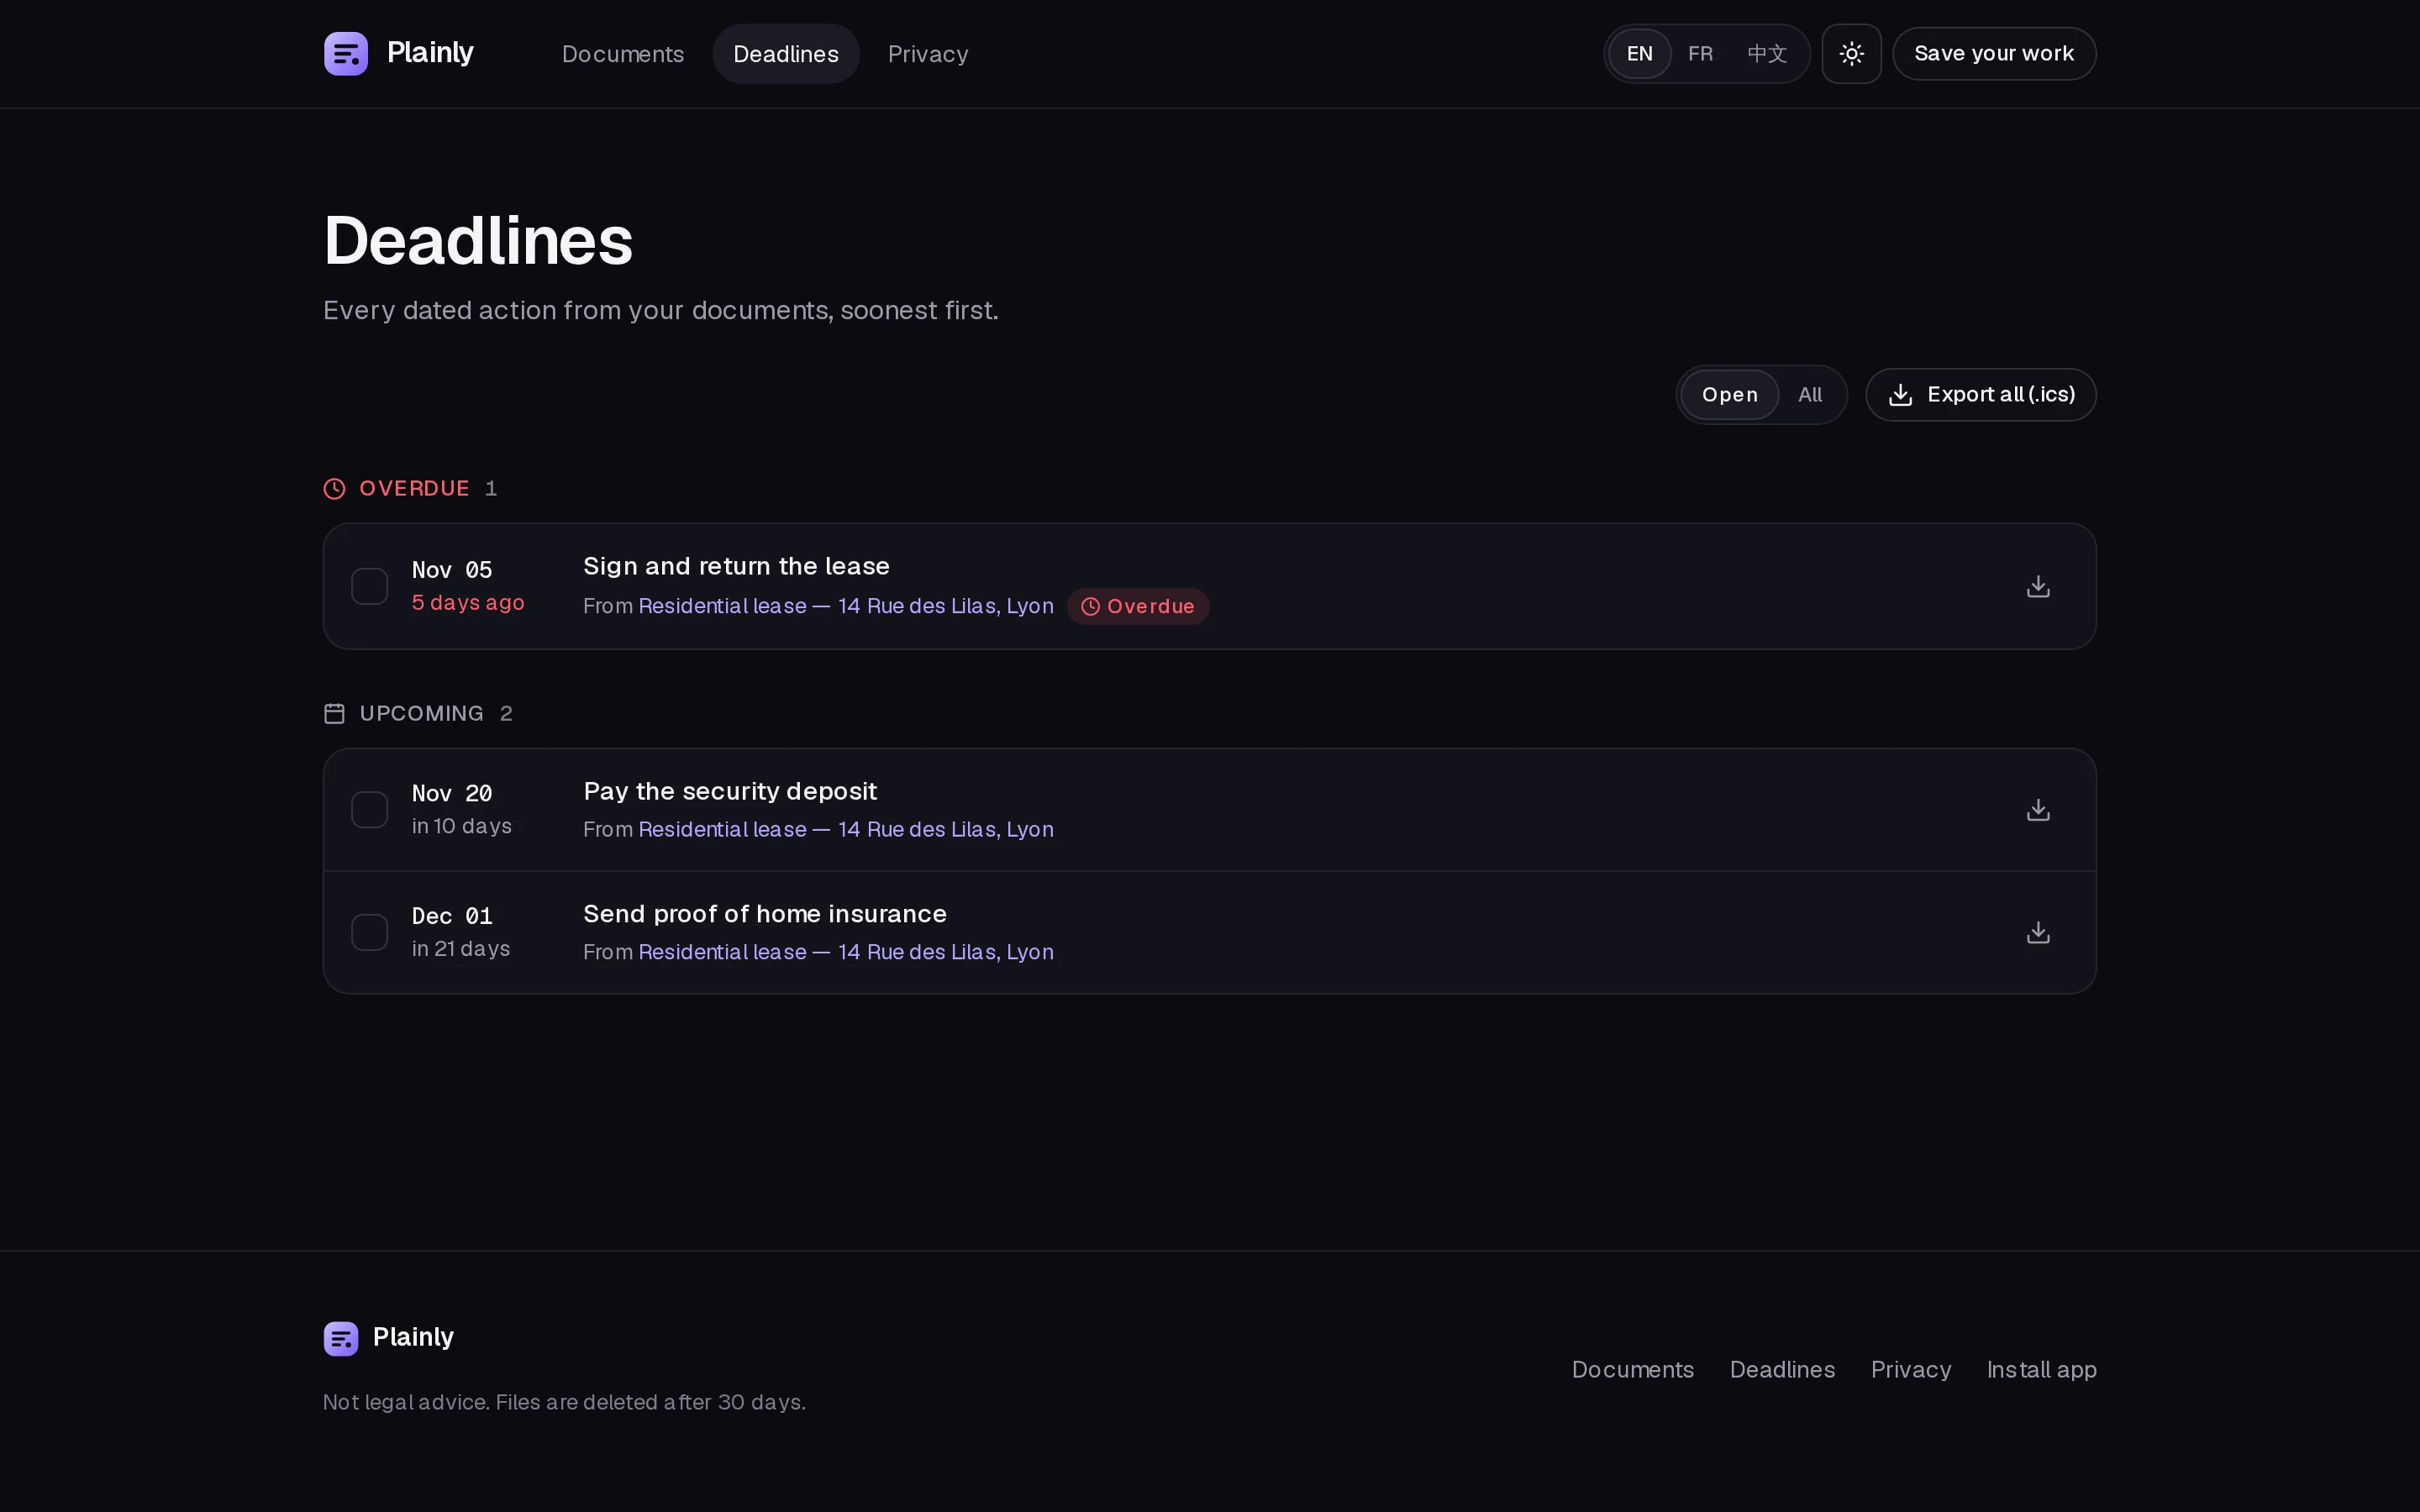 Plainly
Documents
Deadlines
Privacy
EN
FR
中文
Save your work
Deadlines
Every dated action from your documents, soonest first.
Open
All
Export all (.ics)
OVERDUE 1
Nov 05
5 days ago
Sign and return the lease
From Residential lease — 14 Rue des Lilas, Lyon
Overdue
UPCOMING 2
Nov 20
in 10 days
Pay the security deposit
From Residential lease — 14 Rue des Lilas, Lyon
Dec 01
in 21 days
Send proof of home insurance
From Residential lease — 14 Rue des Lilas, Lyon
Plainly
Not legal advice. Files are deleted after 30 days.
Documents
Deadlines
Privacy
Install app